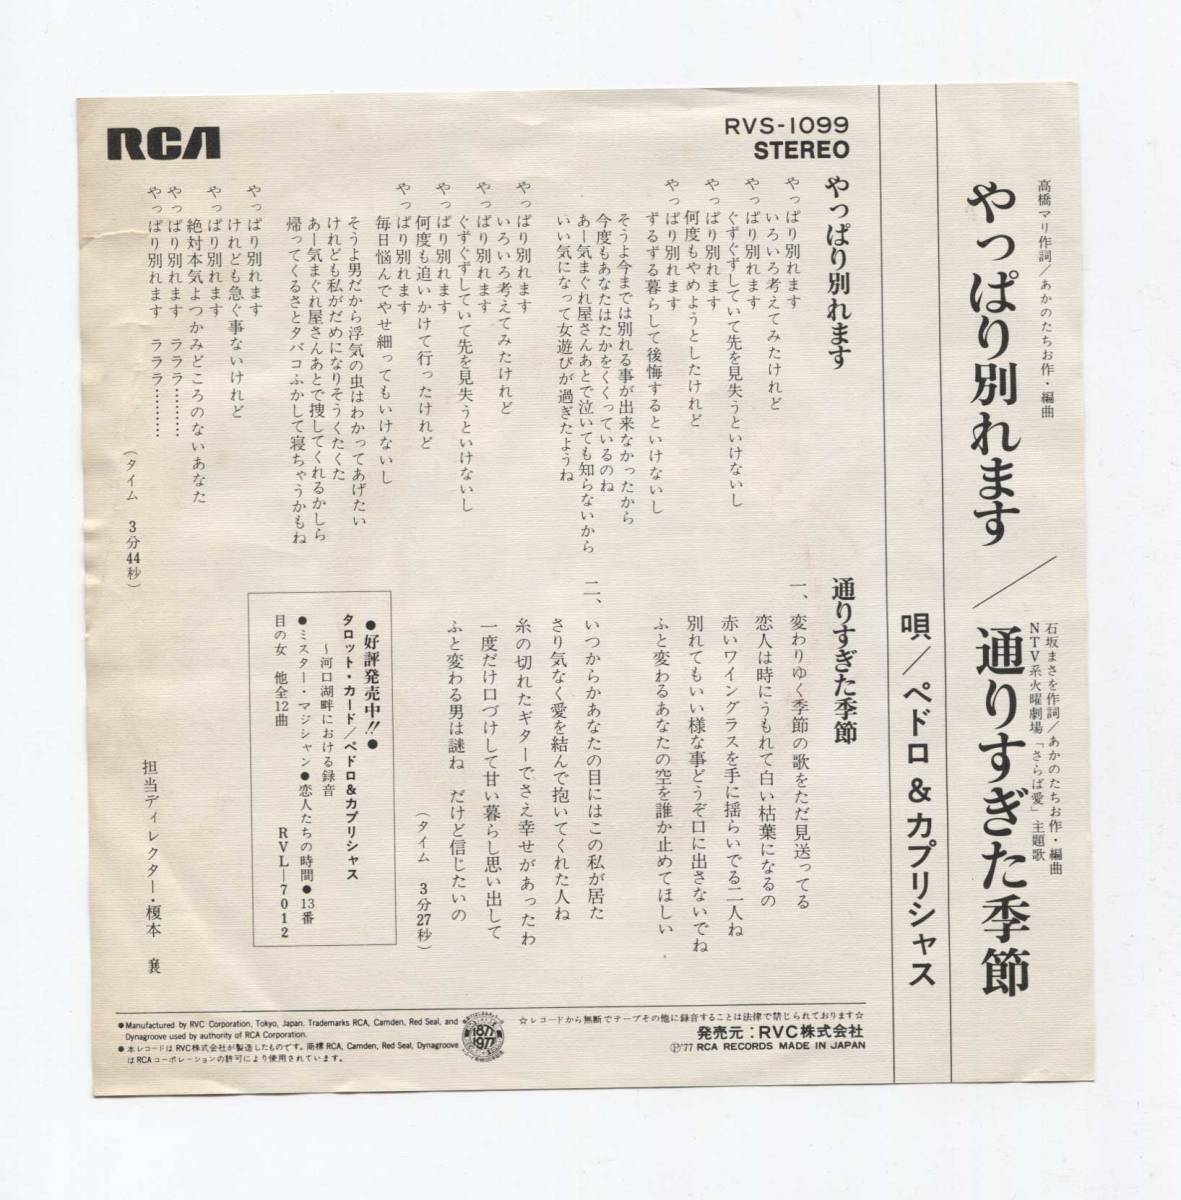 高橋マリ作詞/あかのたちお作・編曲
やっぱり別れます/通りすぎた季節
石坂まさを作詞/あかのたちお作・編曲
NTV系火曜劇場「さらば愛」主題歌
唄/ペドロ&カプリシャス
RCA
RVS-1099
STEREO
やっぱり別れます
やっぱり別れます
いろいろ考えてみたけれど
やっぱり別れます
ぐずぐずしていて先を見失うといけないし
やっぱり別れます
何度もやめようとしたけれど
やっぱり別れます
ずるずる暮らして後悔するといけないし
そうよ今までは別れる事が出来なかったから
今度もあなたはたかをくくっているのね
あー気まぐれ屋さんあとで泣いても知らないから
いい気になって女遊びが過ぎたようね
やっぱり別れます
いろいろ考えてみたけれど
やっぱり別れます
ぐずぐずしていて先を見失うといけないし
やっぱり別れます
何度も追いかけて行ったけれど
やっぱり別れます
毎日悩んでやせ細ってもいけないし
そうよ男だから浮気の虫はわかってあげたい
けれども私がだめになりそうくたくた
あー気まぐれ屋さんあとで捜してくれるかしら
帰ってくるさとタバコふかして寝ちゃうかもね
やっぱり別れます
けれども急ぐ事ないけれど
やっぱり別れます
絶対本気よつかみどころのないあなた
やっぱり別れます ラララ………
やっぱり別れます ラララ………
(タイム 3分44秒)
通りすぎた季節
一、変わりゆく季節の歌をただ見送ってる
恋人は時にうもれて白い枯葉になるの
赤いワイングラスを手に揺らいでる二人ね
別れてもいい様な事どうぞ口に出さないでね
ふと変わるあなたの空を誰か止めてほしい
二、いつからかあなたの目にはこの私が居た
さり気なく愛を結んで抱いてくれた人ね
糸の切れたギターでさえ幸せがあったわ
一度だけ口づけして甘い暮らし思い出して
ふと変わる男は謎ね だけど信じたいの
(タイム 3分27秒)
●好評発売中!!●
タロット・カード/ペドロ&カプリシャス
~河口湖畔における録音
●ミスター・マジシャン●恋人たちの時間●13番
目の女 他全12曲 RVL-7012
担当ディレクター・榎本 襄
●Manufactured by RVC Corporation, Tokyo, Japan. Trademarks RCA, Camden, Red Seal, and
Dynagroove used by authority of RCA Corporation.
●本レコードはRVC株式会社が製造したものです。商標RCA, Camden, Red Seal, Dynagroove
はRCAコーポレーションの許可により使用されています。
1877
1977
☆レコードから無断でテープその他に録音することは法律で禁じられております☆
発売元:RVC株式会社
Ⓟ'77 RCA RECORDS MADE IN JAPAN